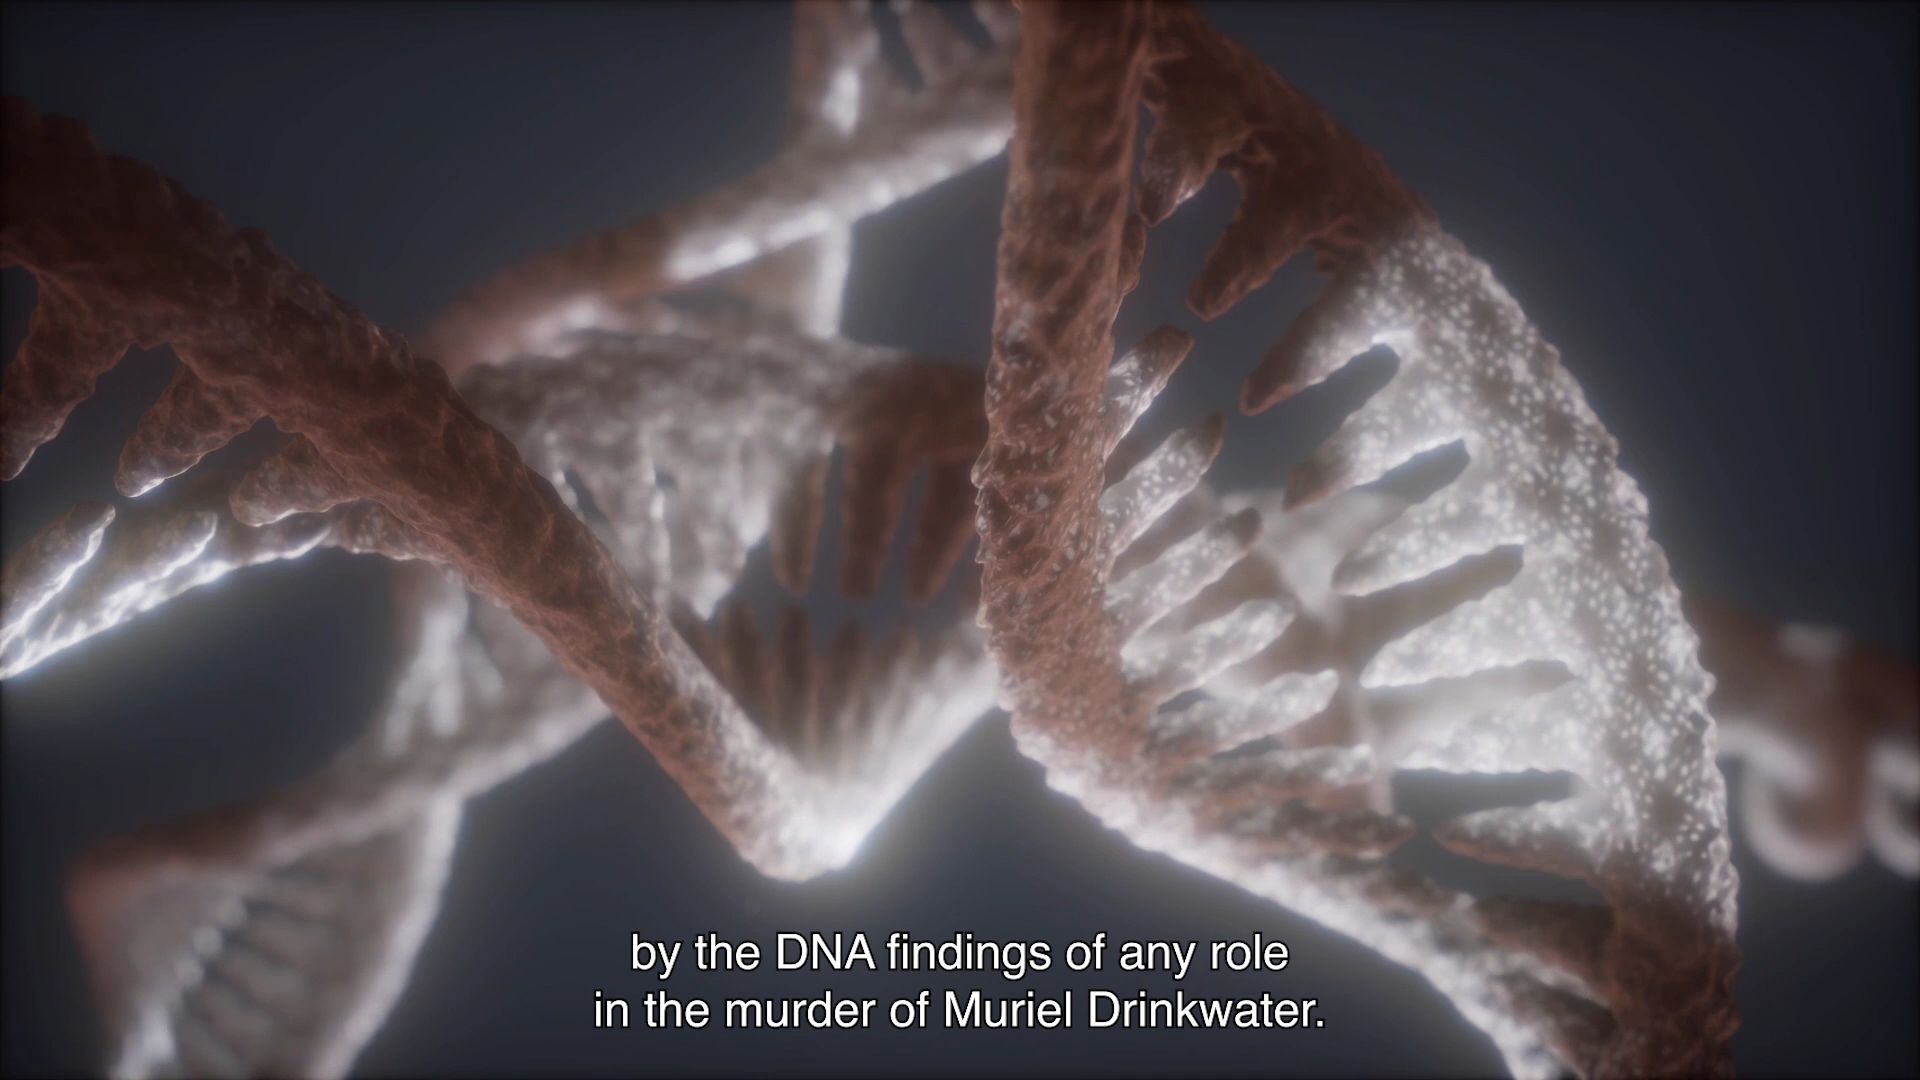 by the DNA findings of any role
in the murder of Muriel Drinkwater.